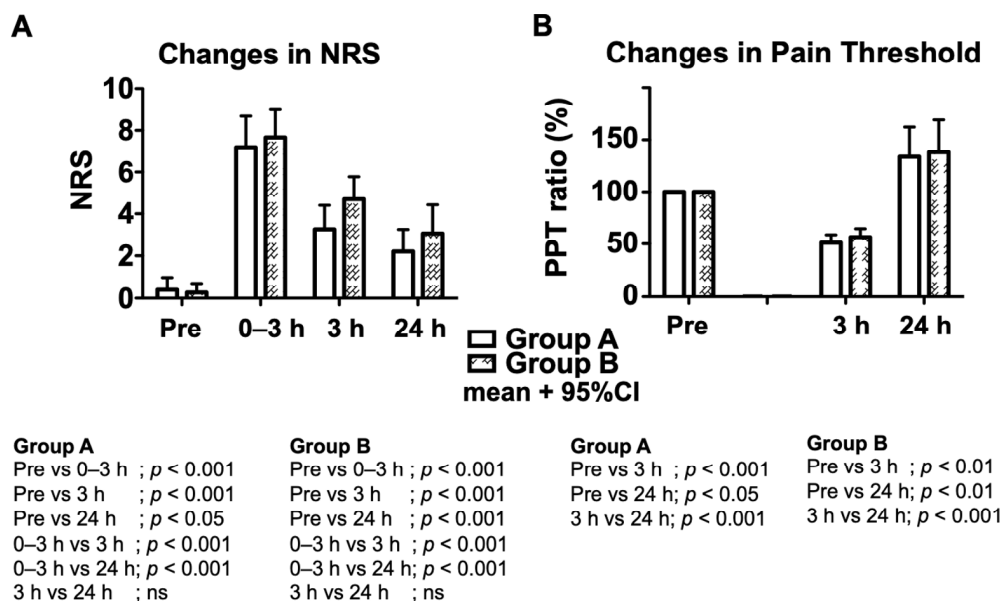 A
Changes in NRS
NRS
10
8
6
4
2
0
Pre
0–3 h
3 h
24 h
B
Changes in Pain Threshold
PPT ratio (%)
150
100
50
0
Pre
3 h
24 h
Group A
Group B
mean + 95%CI
Group A
Pre vs 0–3 h ; p < 0.001
Pre vs 3 h ; p < 0.001
Pre vs 24 h ; p < 0.05
0–3 h vs 3 h ; p < 0.001
0–3 h vs 24 h; p < 0.001
3 h vs 24 h ; ns
Group B
Pre vs 0–3 h ; p < 0.001
Pre vs 3 h ; p < 0.001
Pre vs 24 h ; p < 0.001
0–3 h vs 3 h ; p < 0.001
0–3 h vs 24 h; p < 0.001
3 h vs 24 h ; ns
Group A
Pre vs 3 h ; p < 0.001
Pre vs 24 h; p < 0.05
3 h vs 24 h; p < 0.001
Group B
Pre vs 3 h ; p < 0.01
Pre vs 24 h; p < 0.01
3 h vs 24 h; p < 0.001